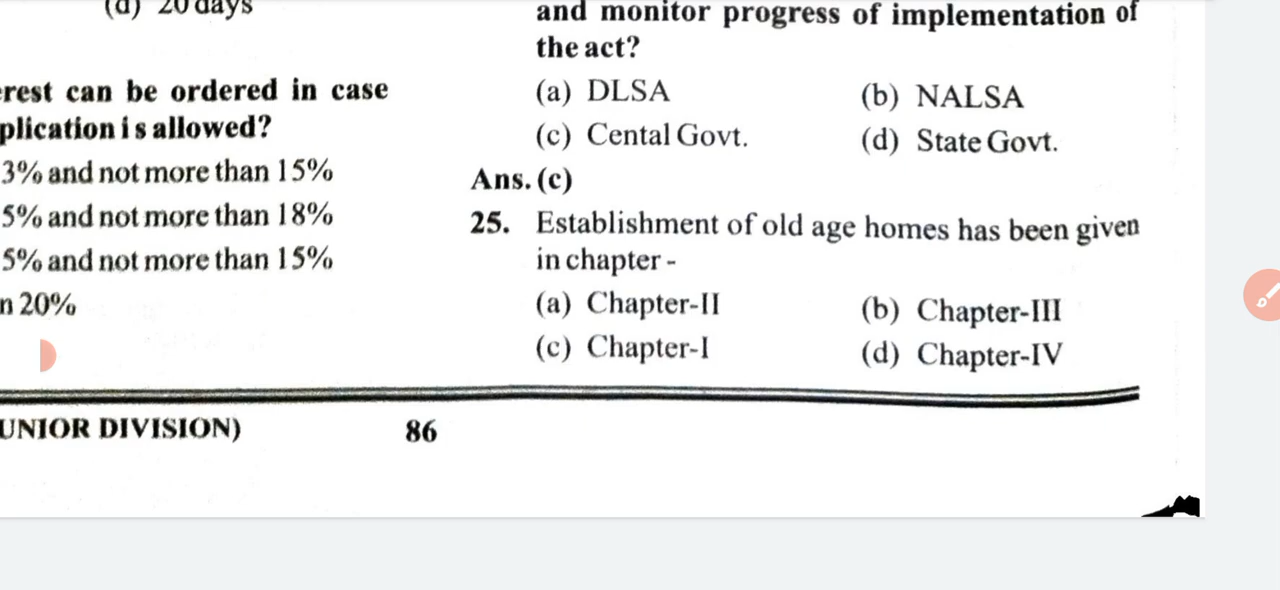 (d) 20 days
erest can be ordered in case
plication is allowed?
3% and not more than 15%
5% and not more than 18%
5% and not more than 15%
n 20%
and monitor progress of implementation of
the act?
(a) DLSA (b) NALSA
(c) Cental Govt. (d) State Govt.
Ans. (c)
25. Establishment of old age homes has been given
in chapter -
(a) Chapter-II (b) Chapter-III
(c) Chapter-I (d) Chapter-IV
UNIOR DIVISION) 86